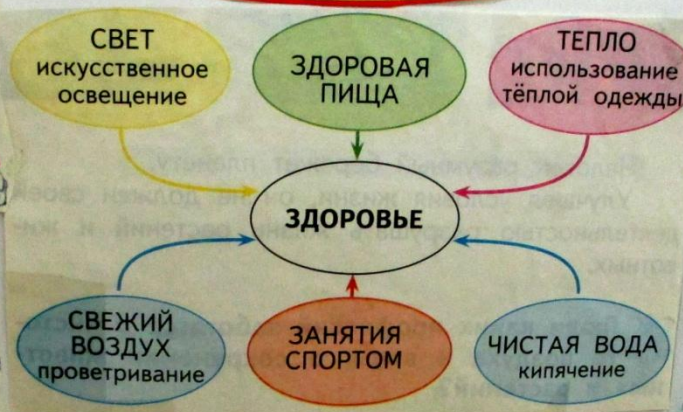 СВЕТ
искусственное
освещение
ЗДОРОВАЯ
ПИЩА
ТЕПЛО
использование
тёплой одежды
ЗДОРОВЬЕ
СВЕЖИЙ
ВОЗДУХ
проветривание
ЗАНЯТИЯ
СПОРТОМ
ЧИСТАЯ ВОДА
кипячение